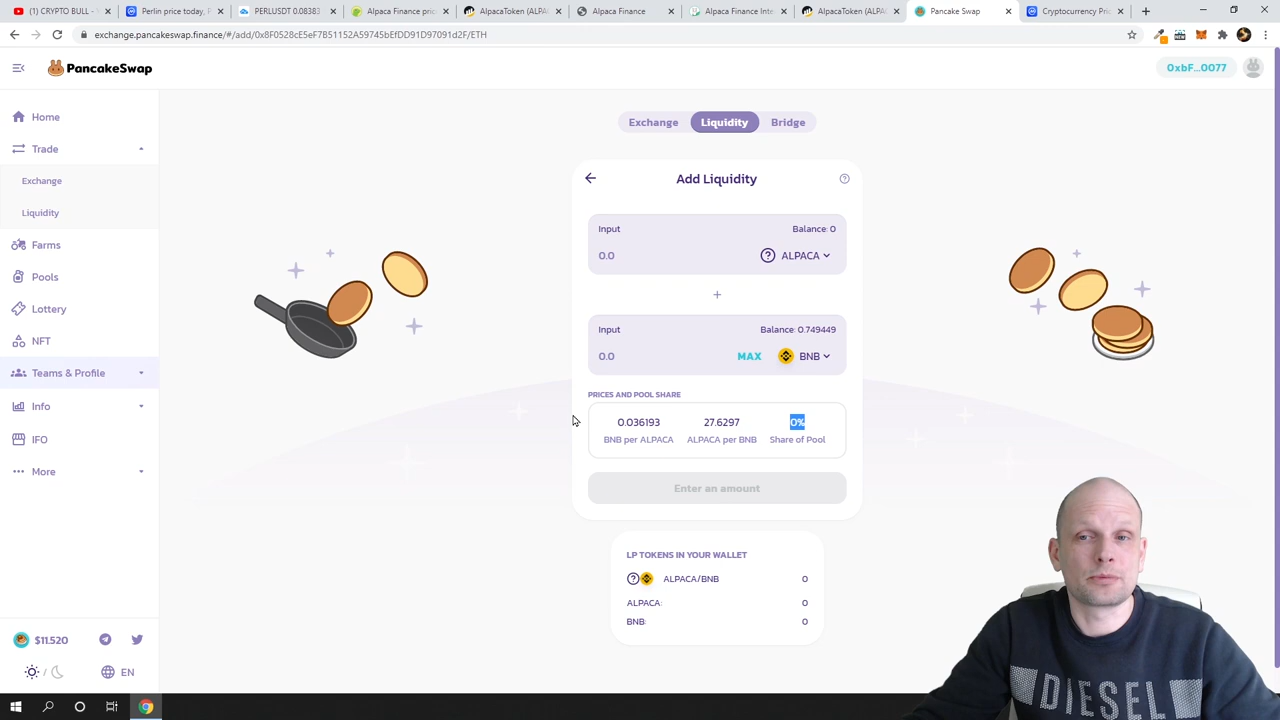 (1) CRYPTO BULL -
Perlin price today, P
PERLUSDT 0.08383
Alpaca Finance pric
AlpacaToken (ALPAC
Alpaca Finance
Alpaca Finance Inte
AlpacaToken (ALPAC
Pancake Swap
Cryptocurrency Pric
exchange.pancakeswap.finance/#/add/0x8F0528cE5eF7B51152A59745bEfDD91D97091d2F/ETH
PancakeSwap
0xbF...0077
Home
Trade
Exchange
Liquidity
Farms
Pools
Lottery
NFT
Teams & Profile
Info
IFO
More
$11.520
/
EN
Exchange
Liquidity
Bridge
Add Liquidity
Input
Balance: 0
0.0
ALPACA
+
Input
Balance: 0.749449
0.0
MAX
BNB
PRICES AND POOL SHARE
0.036193
27.6297
0%
BNB per ALPACA
ALPACA per BNB
Share of Pool
Enter an amount
LP TOKENS IN YOUR WALLET
ALPACA/BNB
0
ALPACA:
0
BNB:
0
DIESEL